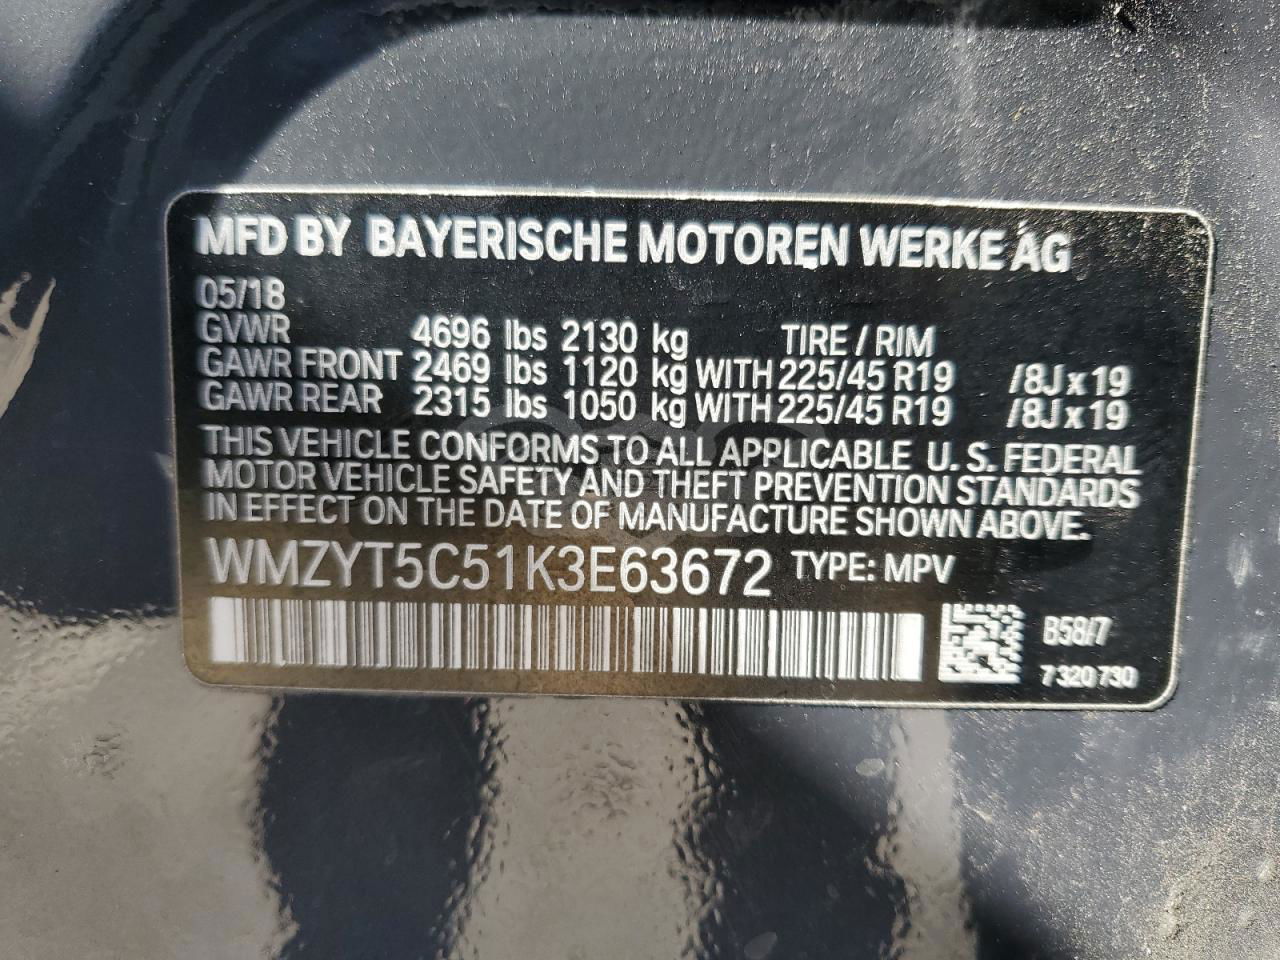 MFD BY BAYERISCHE MOTOREN WERKE AG
05/18
GVWR 4696 lbs 2130 kg TIRE / RIM
GAWR FRONT 2469 lbs 1120 kg WITH 225/45 R19 /8J x 19
GAWR REAR 2315 lbs 1050 kg WITH 225/45 R19 /8J x 19
THIS VEHICLE CONFORMS TO ALL APPLICABLE U. S. FEDERAL
MOTOR VEHICLE SAFETY AND THEFT PREVENTION STANDARDS
IN EFFECT ON THE DATE OF MANUFACTURE SHOWN ABOVE.
WMZYT5C51K3E63672 TYPE: MPV
B58/7
7 320 730